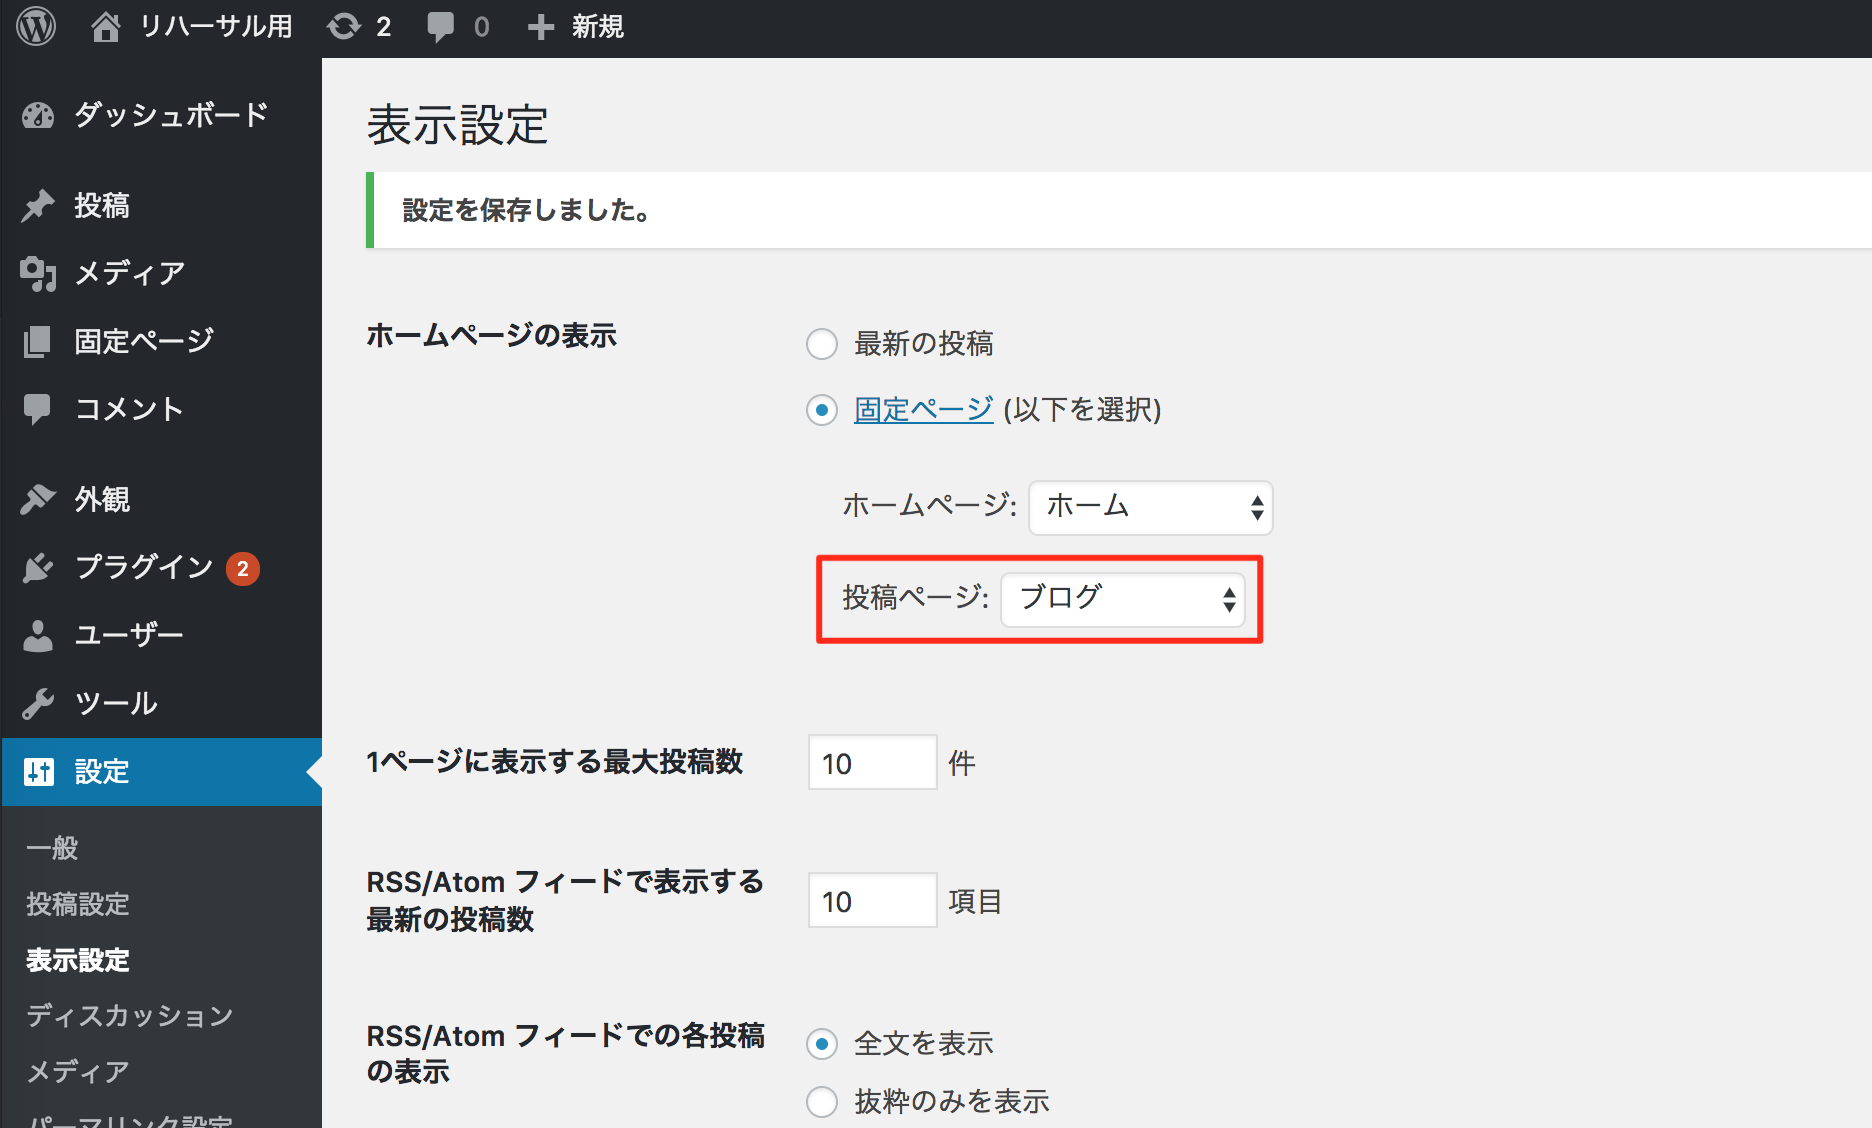 リハーサル用 2 0 新規
ダッシュボード
投稿
メディア
固定ページ
コメント
外観
プラグイン 2
ユーザー
ツール
設定
一般
投稿設定
表示設定
ディスカッション
メディア
パーマリンク設定
表示設定
設定を保存しました。
ホームページの表示
最新の投稿
固定ページ (以下を選択)
ホームページ: ホーム
投稿ページ: ブログ
1ページに表示する最大投稿数
10 件
RSS/Atom フィードで表示する
最新の投稿数
10 項目
RSS/Atom フィードでの各投稿
の表示
全文を表示
抜粋のみを表示